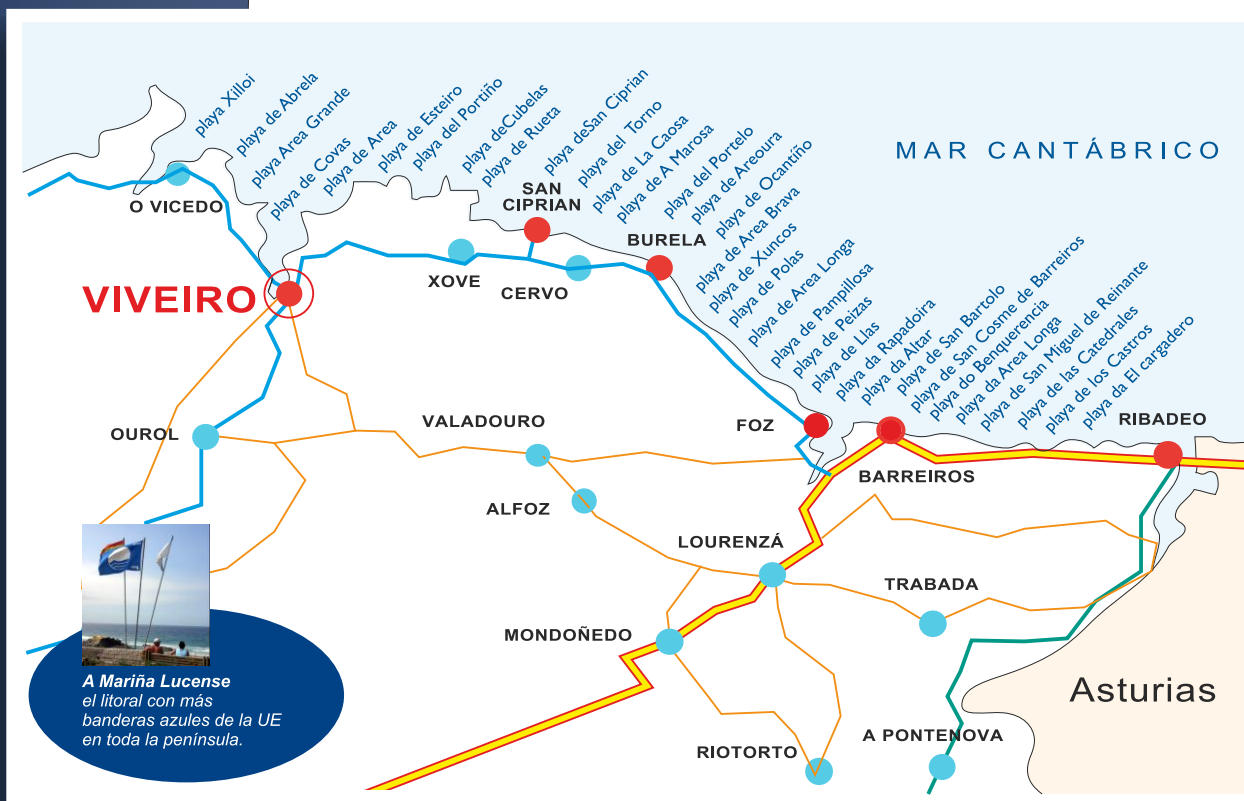 playa Xilloi
playa de Abrela
playa Area Grande
playa de Covas
playa de Area
playa de Esteiro
playa del Portiño
playa deCubelas
playa de Rueta
playa deSan Ciprian
playa del Torno
playa de La Caosa
playa de A Marosa
playa del Portelo
playa de Areoura
playa de Ocantiño
playa de Area Brava
playa de Xuncos
playa de Polas
playa de Area Longa
playa de Pampillosa
playa de Peizas
playa de Llas
playa da Rapadoira
playa da Altar
playa de San Bartolo
playa de San Cosme de Barreiros
playa do Benquerencia
playa da Area Longa
playa de San Miguel de Reinante
playa de las Catedrales
playa de los Castros
playa da El cargadero
MAR CANTÁBRICO
O VICEDO
SAN
CIPRIAN
BURELA
XOVE
CERVO
VIVEIRO
OUROL
VALADOURO
FOZ
RIBADEO
BARREIROS
ALFOZ
LOURENZÁ
TRABADA
MONDOÑEDO
Asturias
RIOTORTO
A PONTENOVA
A Mariña Lucense
el litoral con más
banderas azules de la UE
en toda la península.